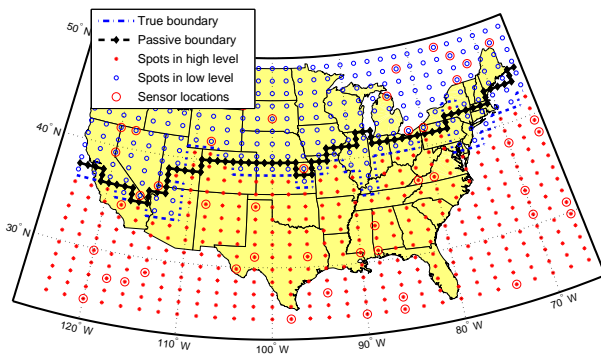 True boundary
Passive boundary
Spots in high level
Spots in low level
Sensor locations
50°N
40°N
30°N
120°W
110°W
100°W
90°W
80°W
70°W